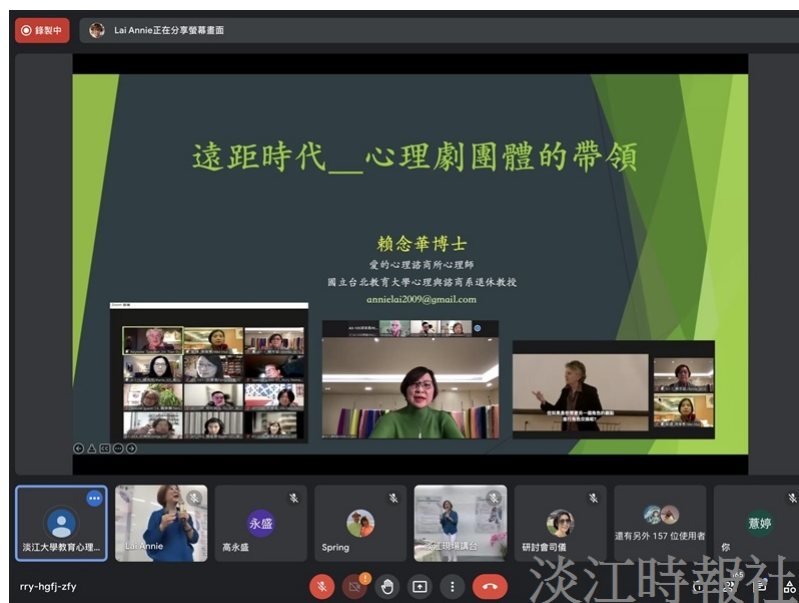 錄製中
Lai Annie正在分享螢幕畫面
遠距時代__心理劇團體的帶領
賴念華博士
愛的心理諮商所心理師
國立台北教育大學心理與諮商系退休教授
annielai2009@gmail.com
淡江大學教育心理...
Lai Annie
永盛
高永盛
Spring
研討會司儀
還有另外 157 位使用者
薏婷
你
rry-hgfj-zfy
淡江時報社